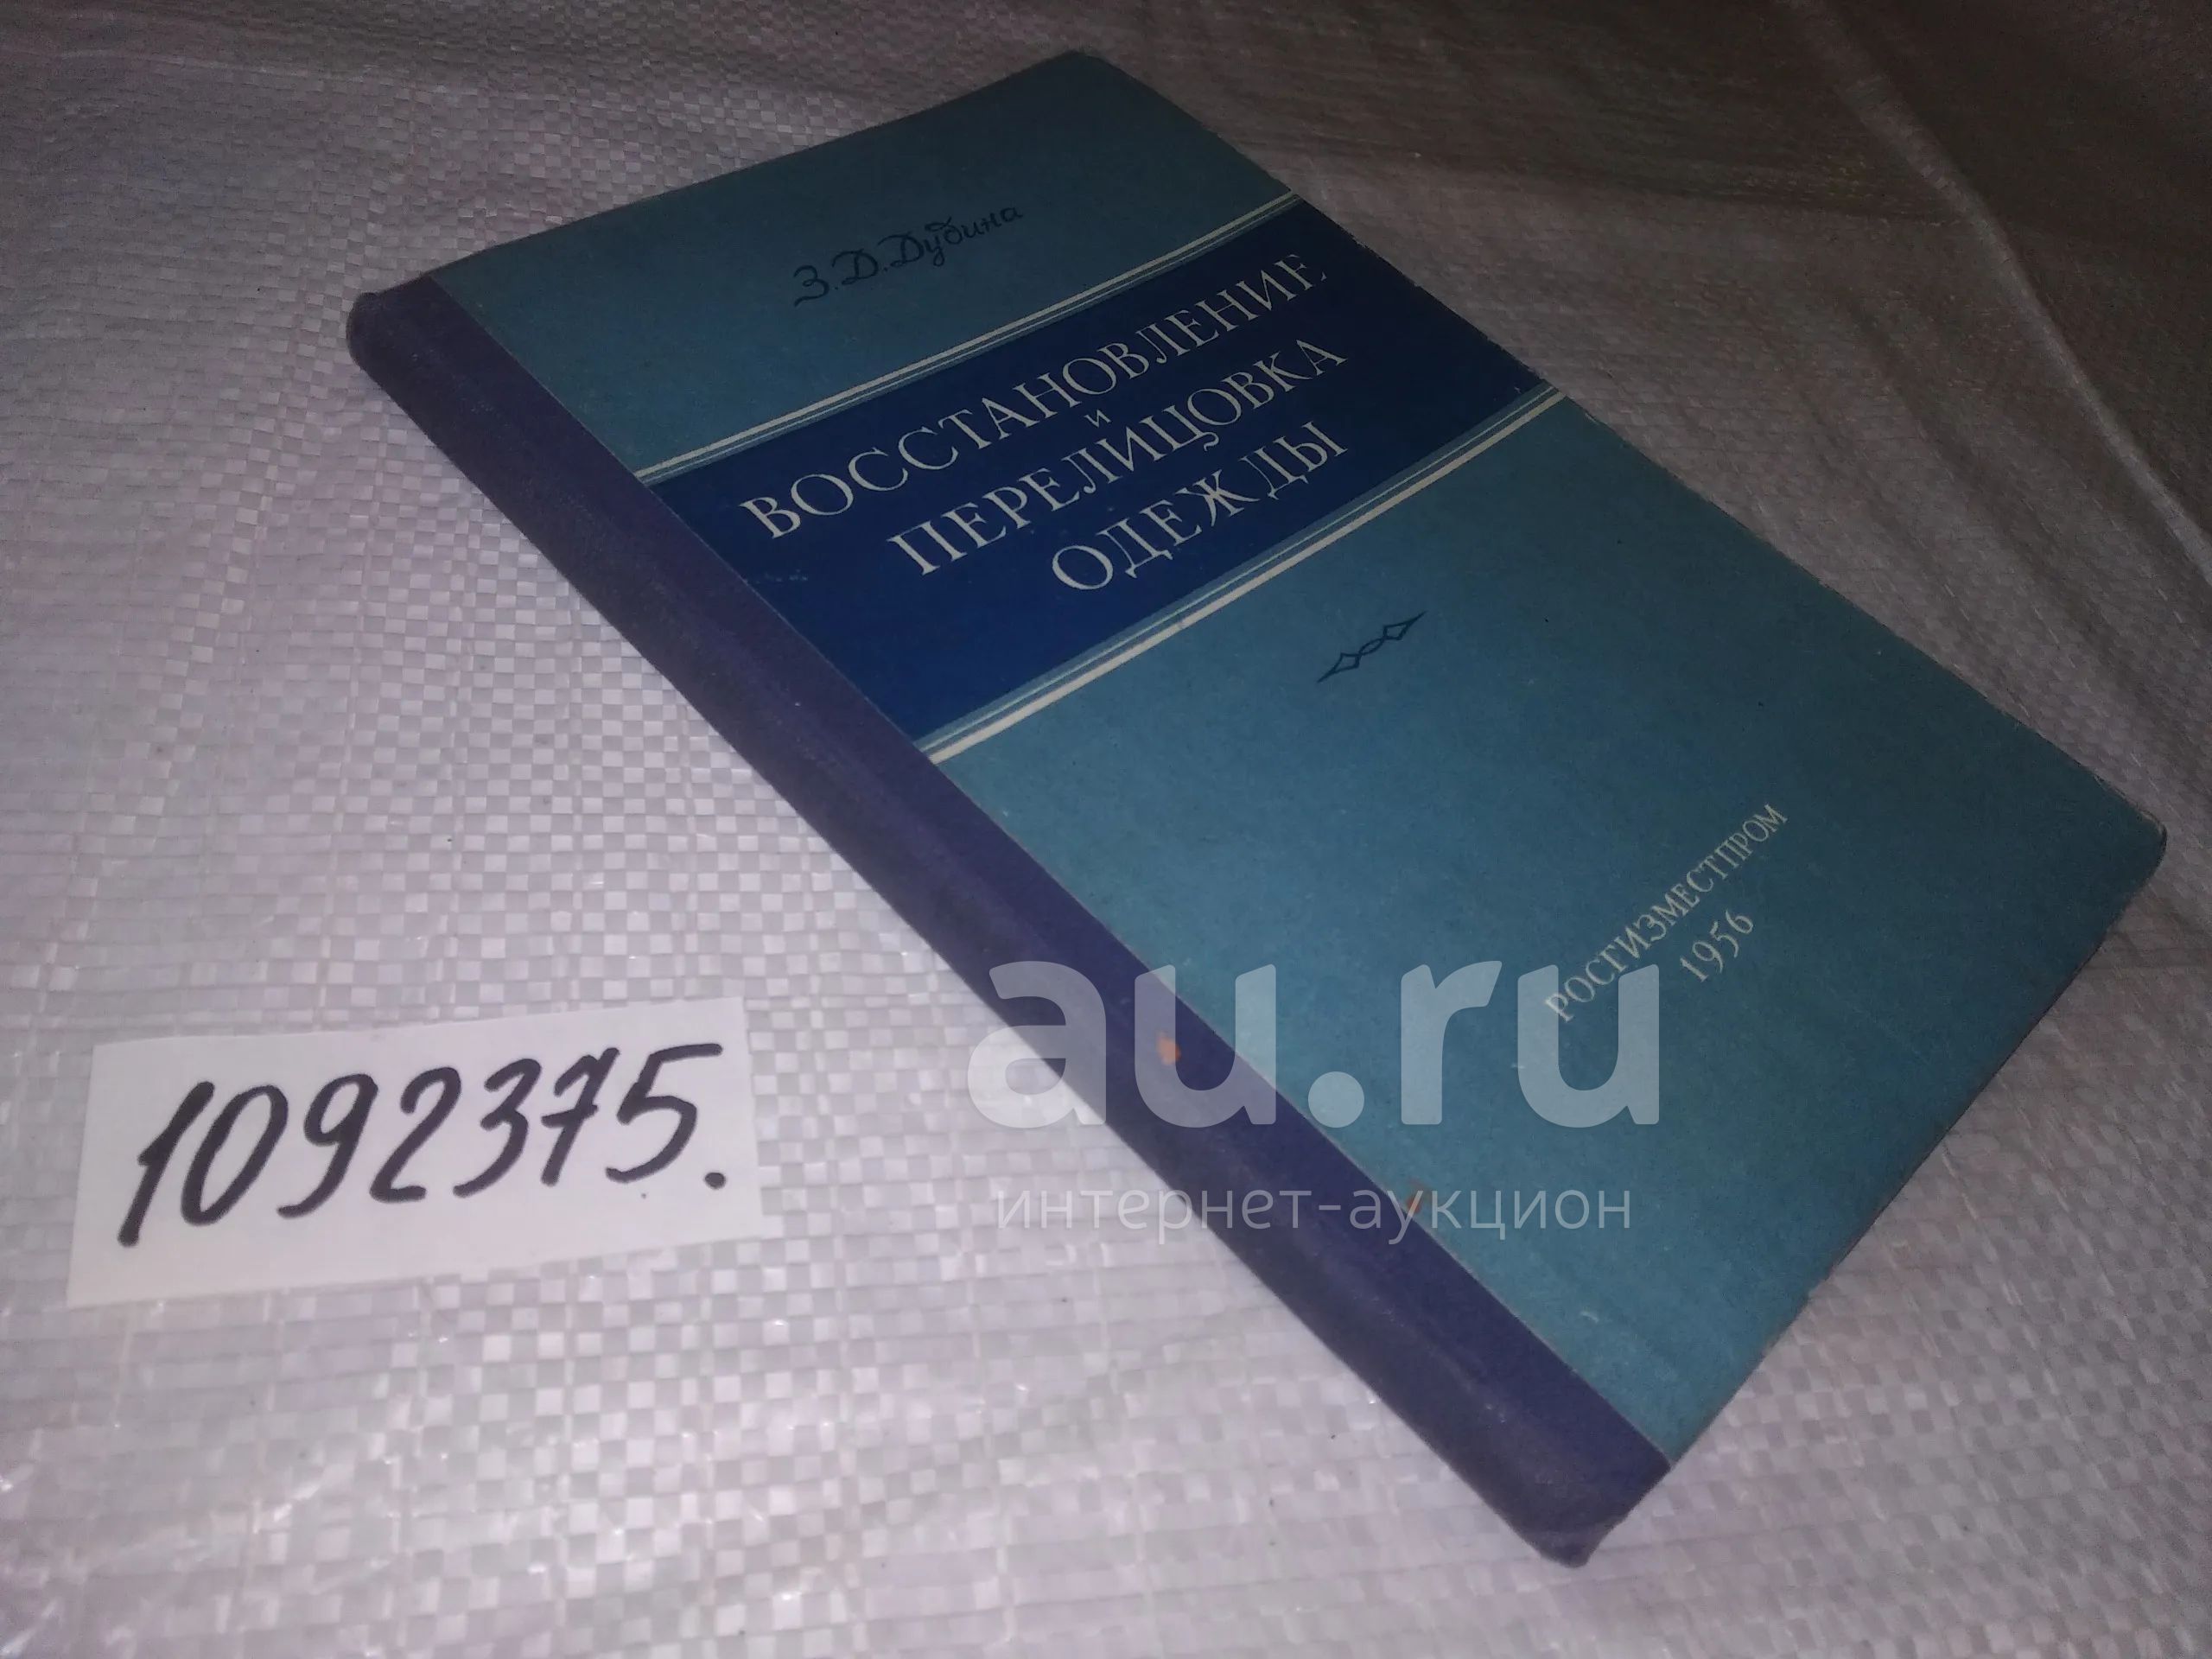 З. Д. Дубина
ВОССТАНОВЛЕНИЕ
и
ПЕРЕЛИЦОВКА
ОДЕЖДЫ
РОСГИЗМЕСТПРОМ
1956
1092375.
au.ru
интернет-аукцион